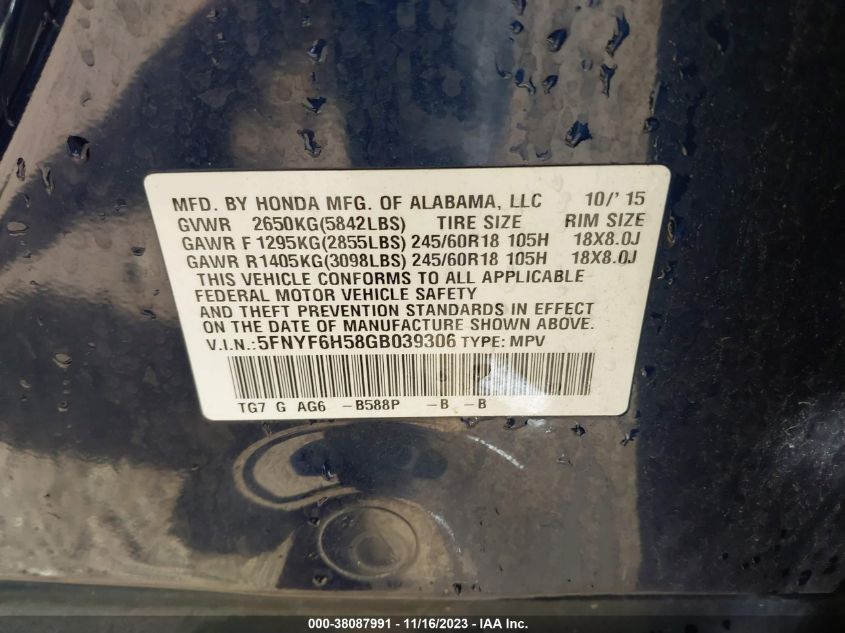 MFD. BY HONDA MFG. OF ALABAMA, LLC 10/'15
GVWR 2650KG(5842LBS) TIRE SIZE RIM SIZE
GAWR F 1295KG(2855LBS) 245/60R18 105H 18X8.0J
GAWR R1405KG(3098LBS) 245/60R18 105H 18X8.0J
THIS VEHICLE CONFORMS TO ALL APPLICABLE
FEDERAL MOTOR VEHICLE SAFETY
AND THEFT PREVENTION STANDARDS IN EFFECT
ON THE DATE OF MANUFACTURE SHOWN ABOVE.
V.I.N.:5FNYF6H58GB039306 TYPE: MPV
TG7 G AG6 -B588P -B -B
000-38087991 — 11/16/2023 — IAA Inc.